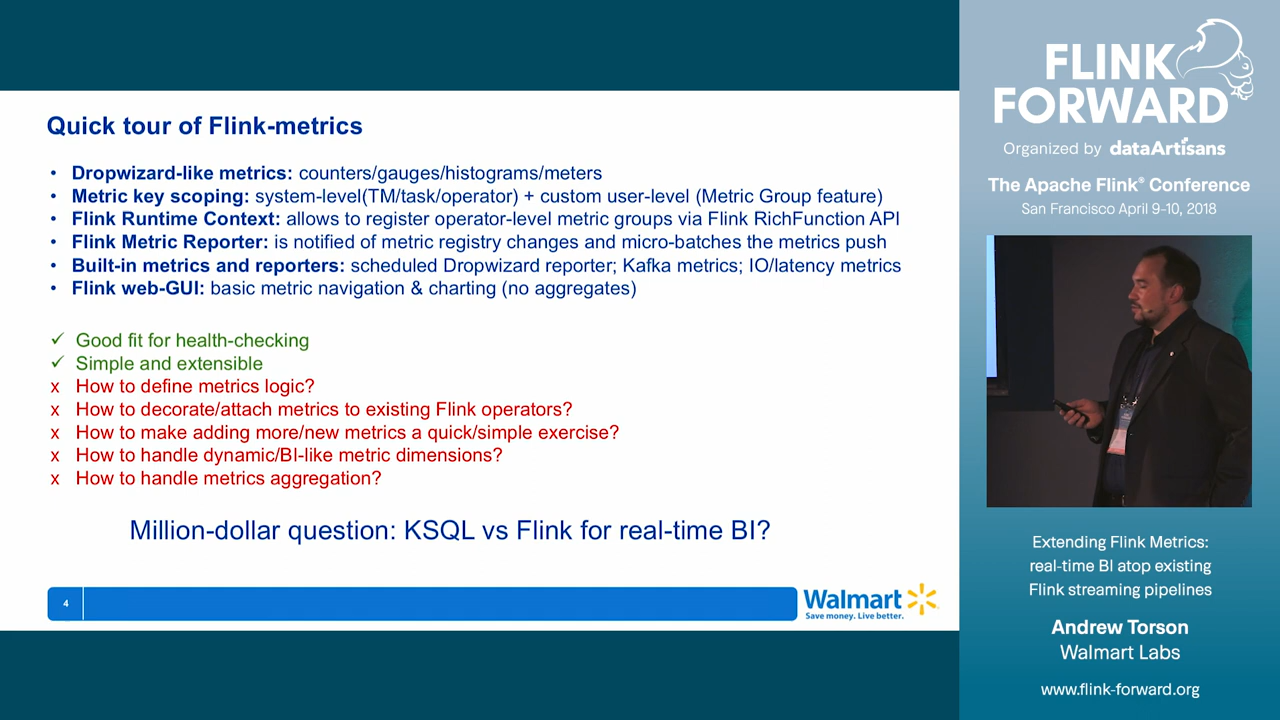 Quick tour of Flink-metrics
• Dropwizard-like metrics: counters/gauges/histograms/meters
• Metric key scoping: system-level(TM/task/operator) + custom user-level (Metric Group feature)
• Flink Runtime Context: allows to register operator-level metric groups via Flink RichFunction API
• Flink Metric Reporter: is notified of metric registry changes and micro-batches the metrics push
• Built-in metrics and reporters: scheduled Dropwizard reporter; Kafka metrics; IO/latency metrics
• Flink web-GUI: basic metric navigation & charting (no aggregates)
✓ Good fit for health-checking
✓ Simple and extensible
x How to define metrics logic?
x How to decorate/attach metrics to existing Flink operators?
x How to make adding more/new metrics a quick/simple exercise?
x How to handle dynamic/BI-like metric dimensions?
x How to handle metrics aggregation?
Million-dollar question: KSQL vs Flink for real-time BI?
4
Walmart
Save money. Live better.
FLINK
FORWARD
Organized by dataArtisans
The Apache Flink® Conference
San Francisco April 9-10, 2018
Extending Flink Metrics:
real-time BI atop existing
Flink streaming pipelines
Andrew Torson
Walmart Labs
www.flink-forward.org